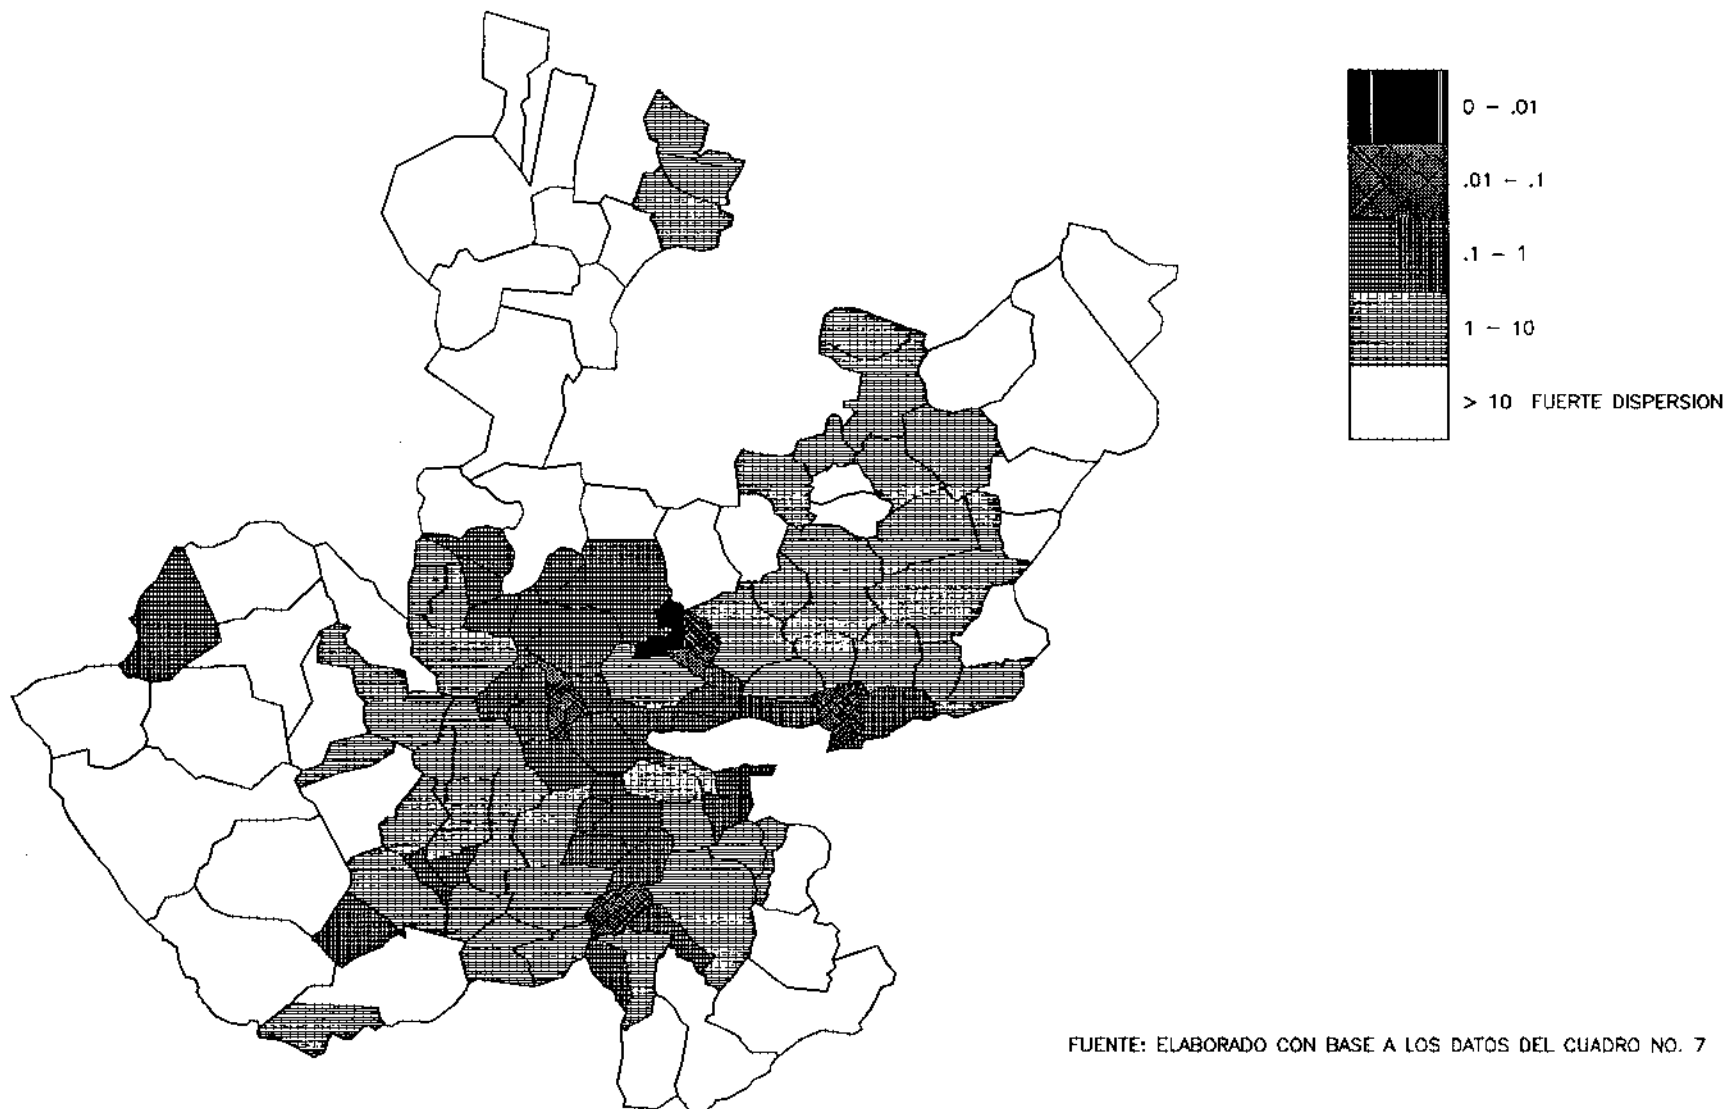 0 - .01
.01 - .1
.1 - 1
1 - 10
> 10 FUERTE DISPERSION
FUENTE: ELABORADO CON BASE A LOS DATOS DEL CUADRO NO. 7